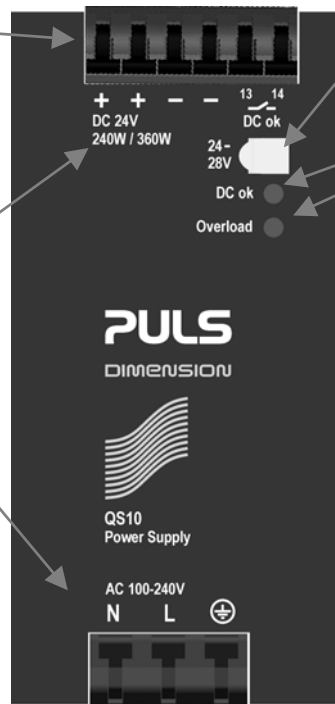 + + − − 13 14
DC 24V
240W / 360W
DC ok
24–
28V
DC ok
Overload
PULS
DIMENSION
QS10
Power Supply
AC 100-240V
N L